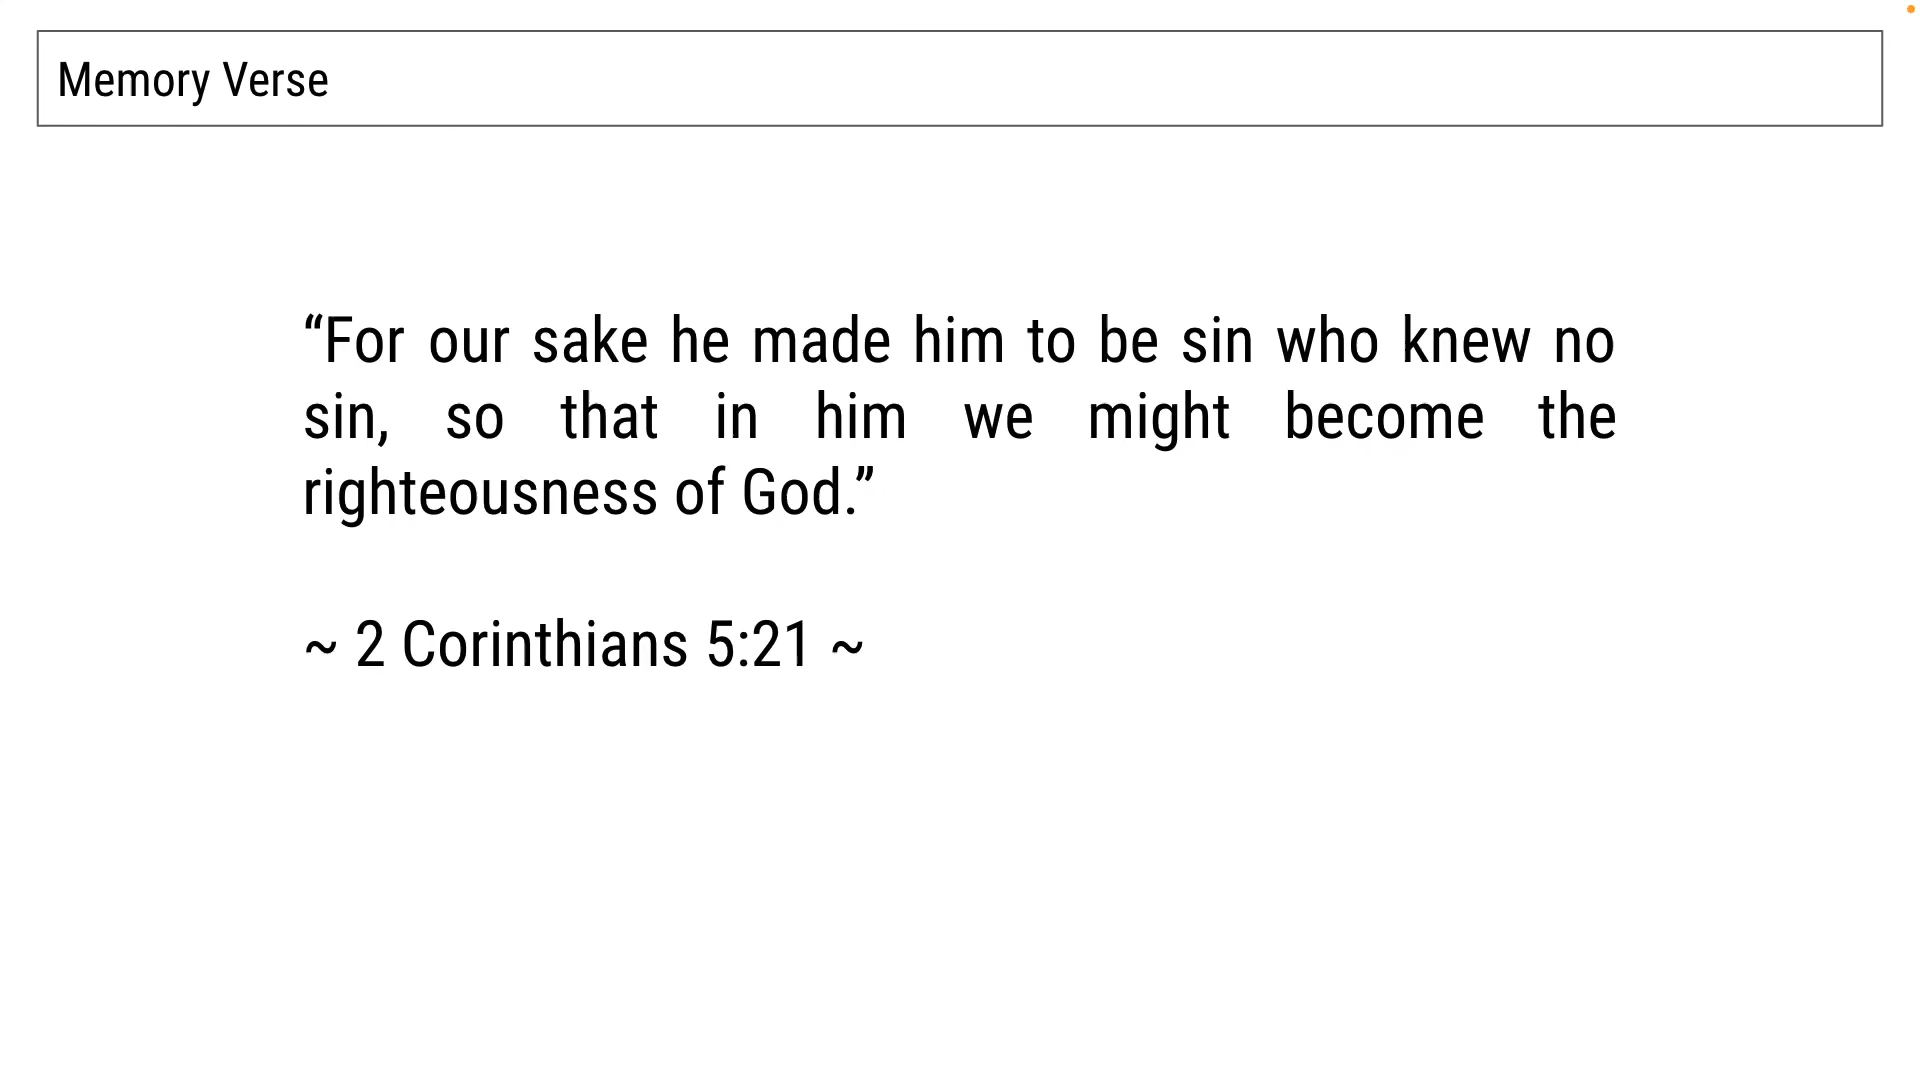 Memory Verse
“For our sake he made him to be sin who knew no
sin, so that in him we might become the
righteousness of God.”
~ 2 Corinthians 5:21 ~